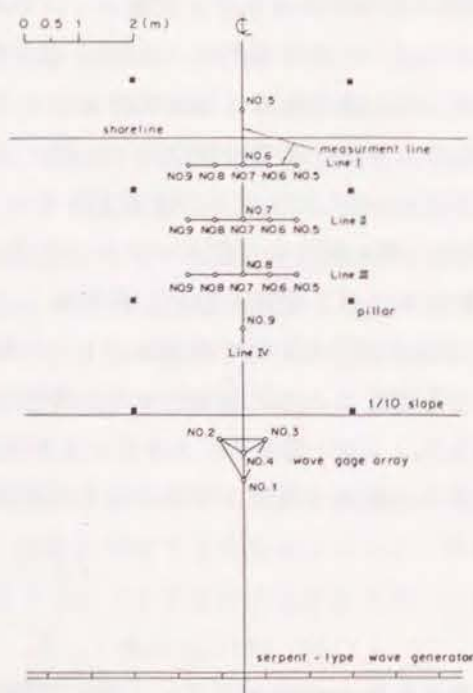 0 0.5 1 2 (m)
℄
NO.5
shoreline
measurment line
NO.6
Line I
NO.9 NO.8 NO.7 NO.6 NO.5
NO.7
NO.9 NO.8 NO.7 NO.6 NO.5
Line II
NO.8
NO.9 NO.8 NO.7 NO.6 NO.5
Line III
pillar
NO.9
Line IV
1/10 slope
NO.2 NO.3
NO.4 wave gage array
NO.1
serpent-type wave generator